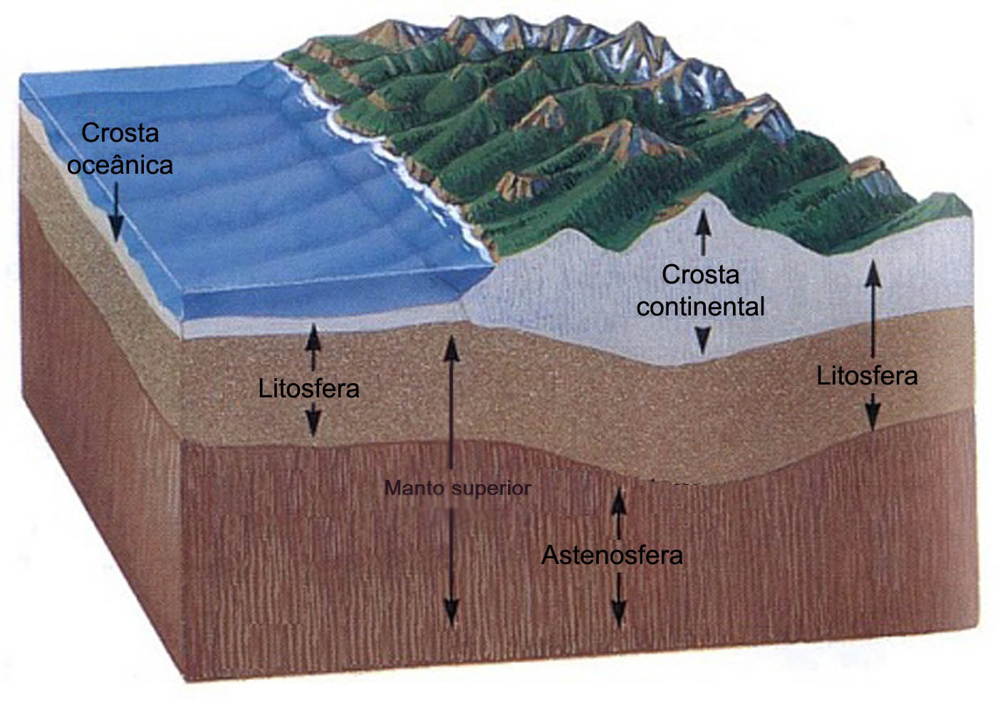 Crosta
oceânica
Crosta
continental
Litosfera
Litosfera
Manto superior
Astenosfera